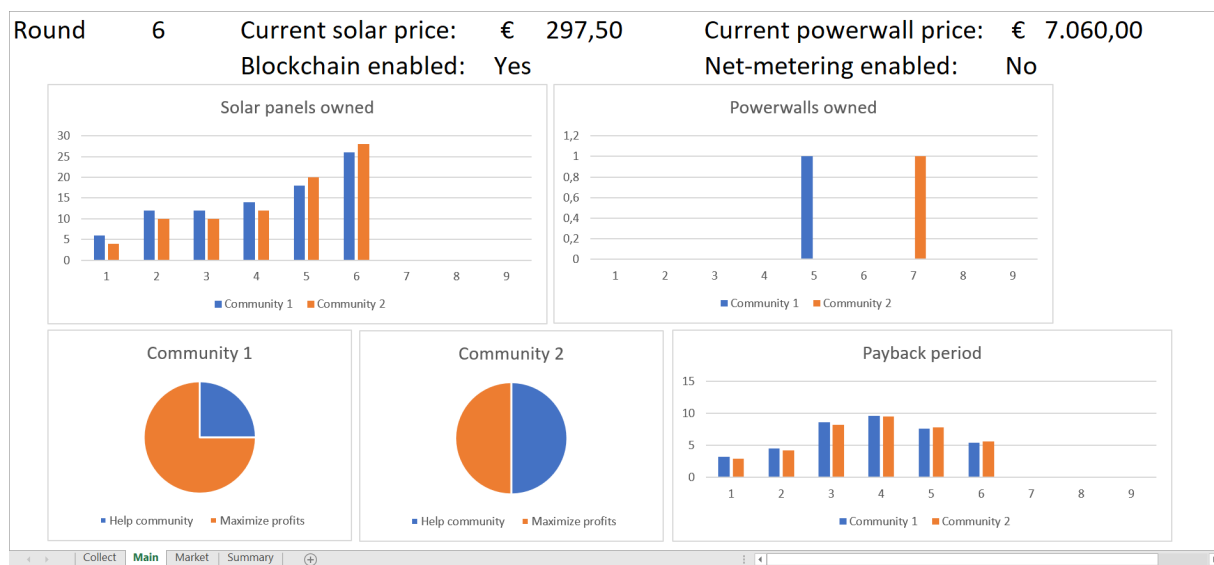 Round 6 Current solar price: € 297,50 Current powerwall price: € 7.060,00
Blockchain enabled: Yes Net-metering enabled: No
Solar panels owned
30
25
20
15
10
5
0
1 2 3 4 5 6 7 8 9
Community 1 Community 2
Powerwalls owned
1,2
1
0,8
0,6
0,4
0,2
0
1 2 3 4 5 6 7 8 9
Community 1 Community 2
Community 1
Help community Maximize profits
Community 2
Help community Maximize profits
Payback period
15
10
5
0
1 2 3 4 5 6 7 8 9
Community 1 Community 2
Collect Main Market Summary